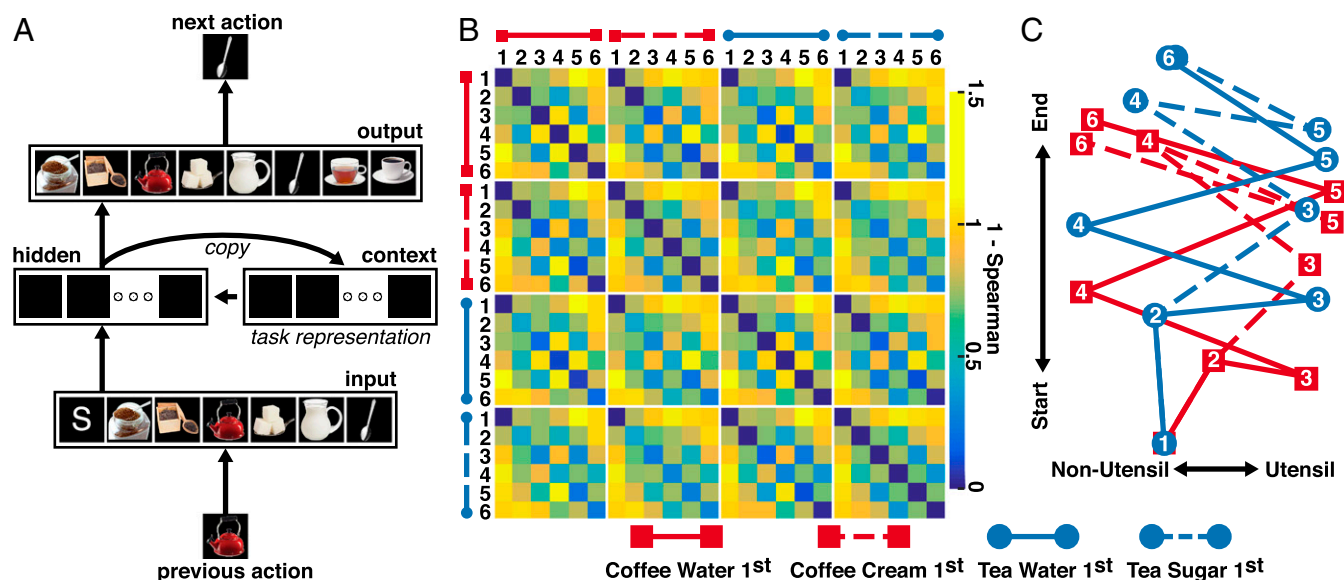 A
next action
output
hidden
copy
context
task representation
input
S
previous action
B
1 2 3 4 5 6 1 2 3 4 5 6 1 2 3 4 5 6 1 2 3 4 5 6
1
2
3
4
5
6
1
2
3
4
5
6
1
2
3
4
5
6
1
2
3
4
5
6
1.5
1
0.5
0
1 - Spearman
C
End
Start
6
4
5
6
4
6
5
5
3
5
4
3
4
3
2
2
3
1
Non-Utensil
Utensil
Coffee Water 1st
Coffee Cream 1st
Tea Water 1st
Tea Sugar 1st